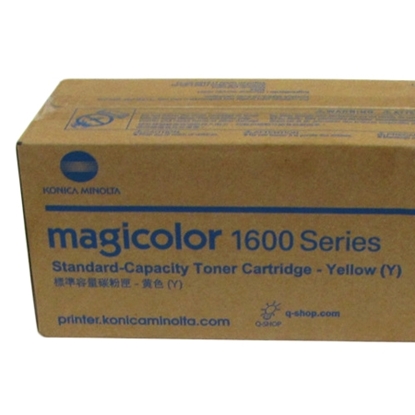 KONICA MINOLTA
magicolor 1600 Series
Standard-Capacity Toner Cartridge - Yellow (Y)
標準容量碳粉匣 - 黄色 (Y)
printer.konicaminolta.com
Q-SHOP
q-shop.com